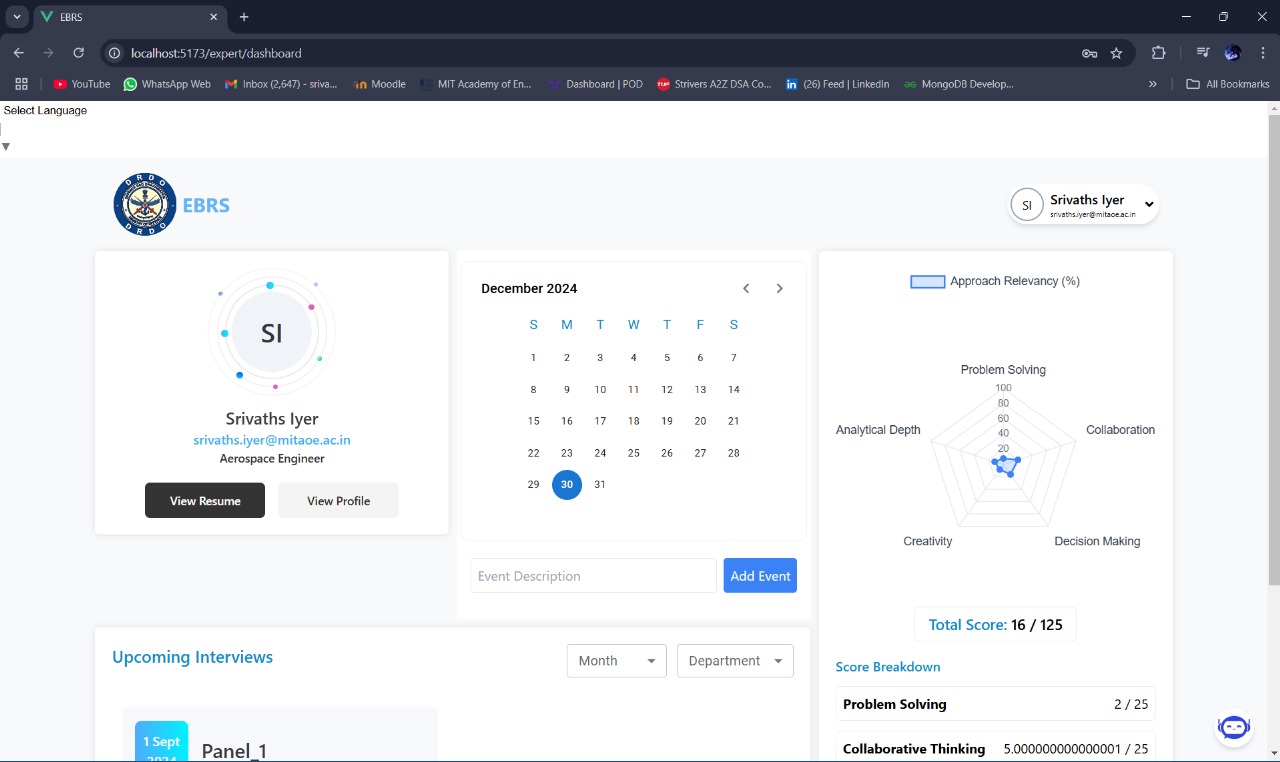 EBRS
localhost:5173/expert/dashboard
YouTube
WhatsApp Web
Inbox (2,647) - sriva...
Moodle
MIT Academy of En...
Dashboard | POD
Strivers A2Z DSA Co...
(26) Feed | LinkedIn
MongoDB Develop...
All Bookmarks
Select Language
DRDO
DRDO
EBRS
SI
Srivaths Iyer
srivaths.iyer@mitaoe.ac.in
SI
Srivaths Iyer
srivaths.iyer@mitaoe.ac.in
Aerospace Engineer
View Resume
View Profile
December 2024
S M T W T F S
1 2 3 4 5 6 7
8 9 10 11 12 13 14
15 16 17 18 19 20 21
22 23 24 25 26 27 28
29 30 31
Event Description
Add Event
Approach Relevancy (%)
Problem Solving
100
80
60
40
20
Analytical Depth
Collaboration
Creativity
Decision Making
Total Score: 16 / 125
Score Breakdown
Problem Solving 2 / 25
Collaborative Thinking 5.000000000000001 / 25
Upcoming Interviews
Month
Department
1 Sept
2024
Panel_1